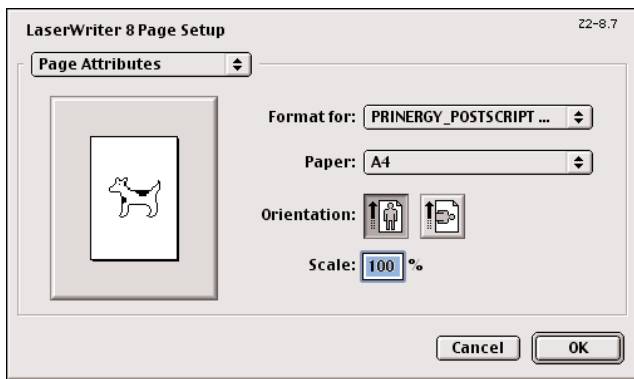 LaserWriter 8 Page Setup
Z2-8.7
Page Attributes
Format for: PRINERGY_POSTSCRIPT ...
Paper: A4
Orientation:
Scale: 100 %
Cancel OK